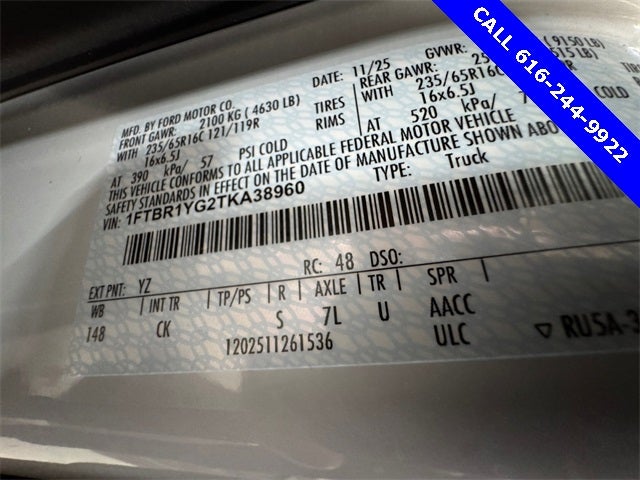 CALL 616-244-9922
MFD. BY FORD MOTOR CO.
DATE: 11/25
GVWR:
( 9150 LB)
FRONT GAWR: 2100 KG ( 4630 LB)
REAR GAWR: 25
WITH 235/65R16C 121/119R TIRES
WITH 235/65R16C
16x6.5J RIMS
16x6.5J
AT 390 kPa/ 57 PSI COLD
AT 520 kPa/ COLD
THIS VEHICLE CONFORMS TO ALL APPLICABLE FEDERAL MOTOR VEHICLE
SAFETY STANDARDS IN EFFECT ON THE DATE OF MANUFACTURE SHOWN ABO
VIN: 1FTBR1YG2TKA38960
TYPE: Truck
EXT PNT: YZ RC: 48 DSO:
WB | INT TR | TP/PS | R | AXLE | TR | SPR |
148 CK S 7L U AACC
1202511261536 ULC
▽ RU5A-3